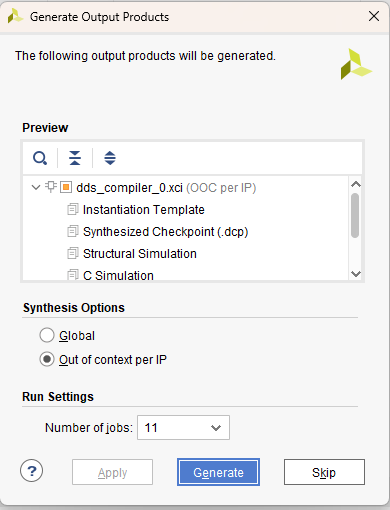 Generate Output Products
The following output products will be generated.
Preview
dds_compiler_0.xci (OOC per IP)
Instantiation Template
Synthesized Checkpoint (.dcp)
Structural Simulation
C Simulation
Synthesis Options
Global
Out of context per IP
Run Settings
Number of jobs: 11
?
Apply
Generate
Skip